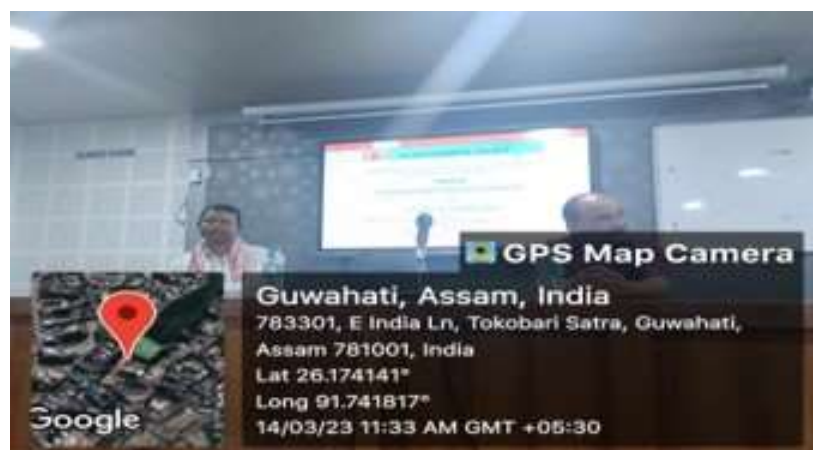 GPS Map Camera
Guwahati, Assam, India
783301, E India Ln, Tokobari Satra, Guwahati,
Assam 781001, India
Lat 26.174141°
Long 91.741817°
14/03/23 11:33 AM GMT +05:30
Google